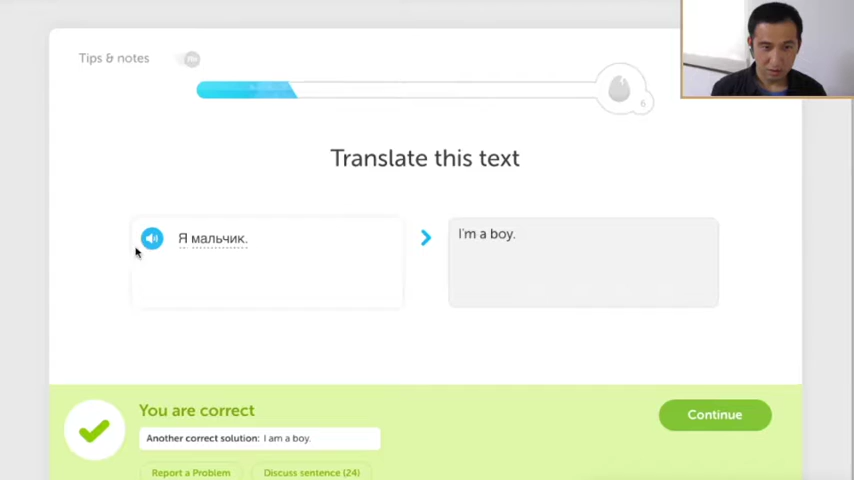 Tips & notes
6
Translate this text
Я мальчик.
I'm a boy.
You are correct
Another correct solution: I am a boy.
Continue
Report a Problem
Discuss sentence (24)